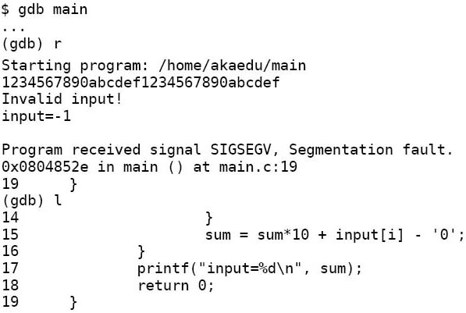 $ gdb main
...
(gdb) r
Starting program: /home/akaedu/main
1234567890abcdef1234567890abcdef
Invalid input!
input=-1
Program received signal SIGSEGV, Segmentation fault.
0x0804852e in main () at main.c:19
19 }
(gdb) l
14 }
15 sum = sum*10 + input[i] - '0';
16 }
17 printf("input=%d\n", sum);
18 return 0;
19 }